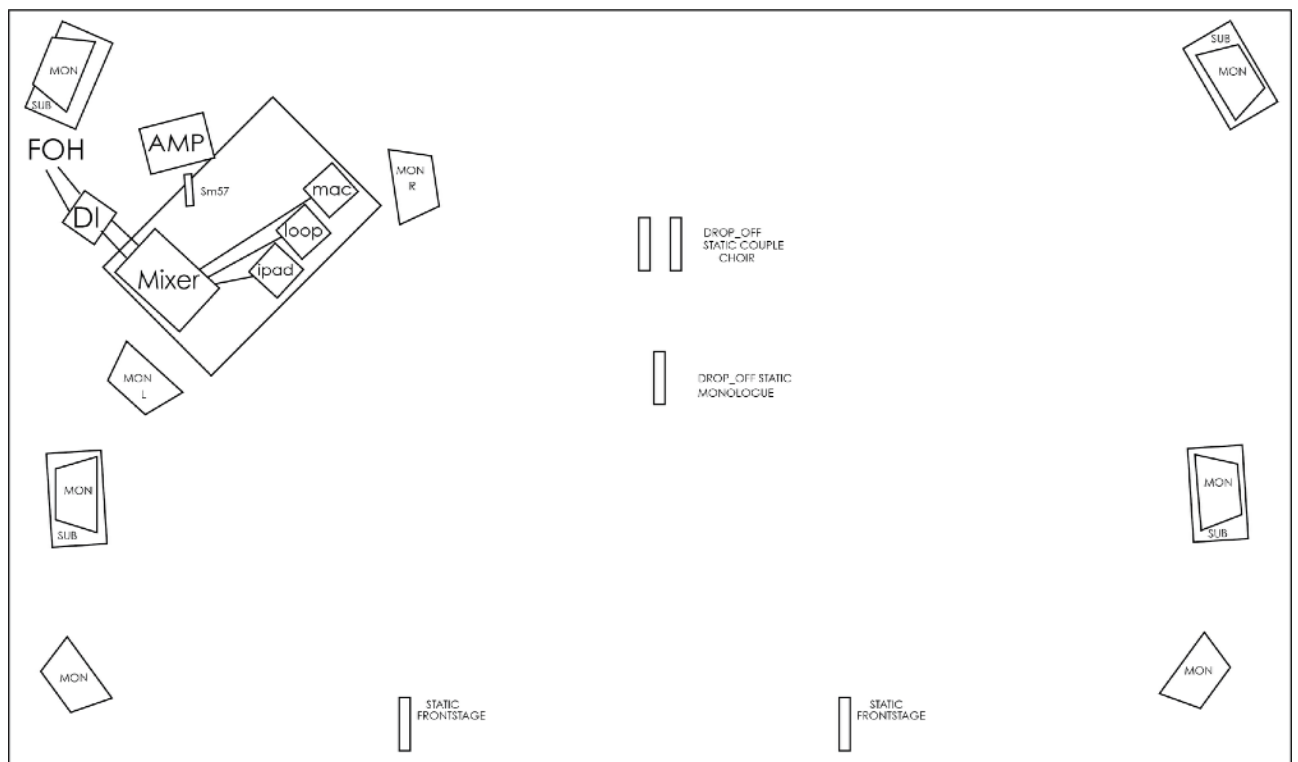 MON
SUB
SUB
MON
FOH
AMP
Sm57
MON
R
mac
loop
ipad
DI
Mixer
DROP_OFF
STATIC COUPLE
CHOIR
MON
L
DROP_OFF STATIC
MONOLOGUE
MON
SUB
MON
SUB
MON
MON
STATIC
FRONTSTAGE
STATIC
FRONTSTAGE